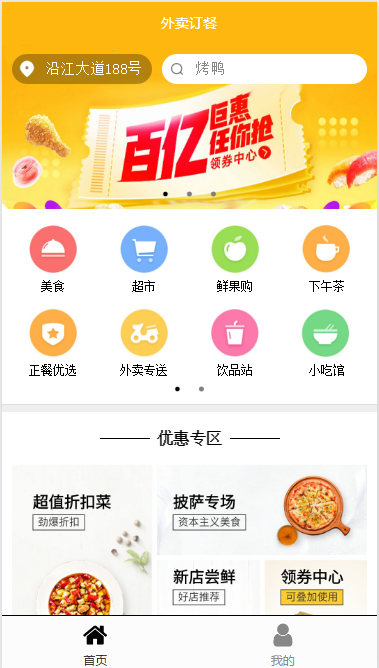 外卖订餐
沿江大道188号
烤鸭
百亿
巨惠
任你抢
领券中心
美食
超市
鲜果购
下午茶
正餐优选
外卖专送
饮品站
小吃馆
优惠专区
超值折扣菜
劲爆折扣
披萨专场
资本主义美食
新店尝鲜
好店推荐
领券中心
可叠加使用
首页
我的